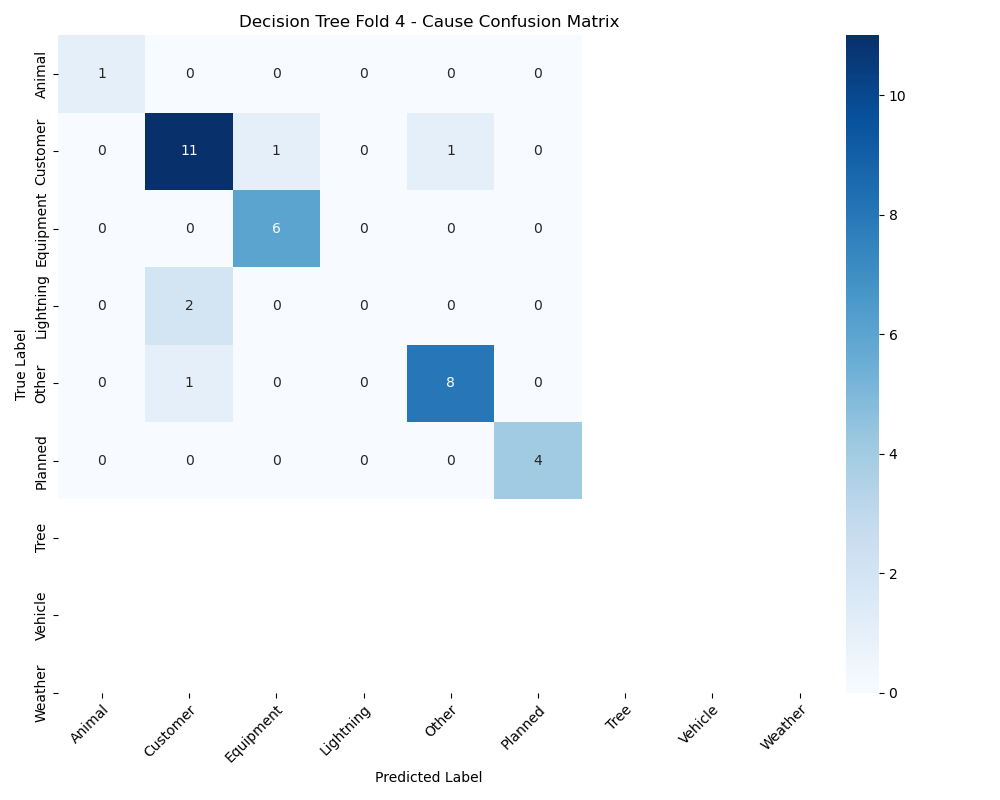 Decision Tree Fold 4 - Cause Confusion Matrix
True Label
Animal 1 0 0 0 0 0
Customer 0 11 1 0 1 0
Equipment 0 0 6 0 0 0
Lightning 0 2 0 0 0 0
Other 0 1 0 0 8 0
Planned 0 0 0 0 0 4
Tree
Vehicle
Weather
Animal Customer Equipment Lightning Other Planned Tree Vehicle Weather
Predicted Label
10
8
6
4
2
0